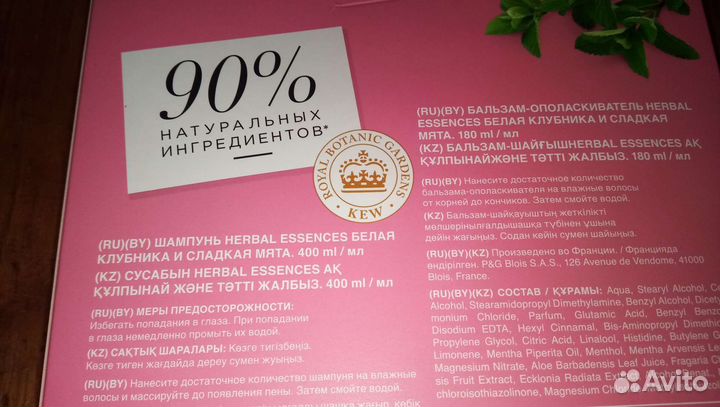 90%
НАТУРАЛЬНЫХ
ИНГРЕДИЕНТОВ*
ROYAL BOTANIC GARDENS
KEW
(RU)(BY) ШАМПУНЬ HERBAL ESSENCES БЕЛАЯ
КЛУБНИКА И СЛАДКАЯ МЯТА. 400 ml / мл
(KZ) СУСАБЫН HERBAL ESSENCES АҚ
ҚҰЛПЫНАЙ ЖӘНЕ ТӘТТІ ЖАЛБЫЗ. 400 ml / мл
(RU)(BY) МЕРЫ ПРЕДОСТОРОЖНОСТИ:
Избегать попадания в глаза. При попадании
в глаза немедленно промыть их водой.
(KZ) САҚТЫҚ ШАРАЛАРЫ: Көзге тигізбеңіз.
Көзге тиген жағдайда дереу сумен жуыңыз.
(RU)(BY) Нанесите достаточное количество шампуня на влажные
волосы и массируйте до появления пены. Затем смойте водой.
(RU)(BY) БАЛЬЗАМ-ОПОЛАСКИВАТЕЛЬ HERBAL
ESSENCES БЕЛАЯ КЛУБНИКА И СЛАДКАЯ
МЯТА. 180 ml / мл
(KZ) БАЛЬЗАМ-ШАЙҒЫШHERBAL ESSENCES АҚ
ҚҰЛПЫНАЙЖӘНЕ ТӘТТІ ЖАЛБЫЗ. 180 ml / мл
(RU)(BY) Нанесите достаточное количество
бальзама-ополаскивателя на влажные волосы
от корней до кончиков. Затем смойте водой.
(KZ) Бальзам-шайқауыштың жеткілікті
мөлшерінылғалдышашқа түбінен ұшына
дейін жағыңыз. Содан кейін сумен шайыңыз.
(RU)(BY)(KZ) Произведено во Франции. / Францияда
өндірілген. P&G Blois S.A.S., 126 Avenue de Vendome, 41000
Blois, France.
(RU)(BY)(KZ) СОСТАВ / ҚҰРАМЫ: Aqua, Stearyl Alcohol, Ce
Alcohol, Stearamidopropyl Dimethylamine, Benzyl Alcohol, Dicet
monium Chloride, Parfum, Glutamic Acid, Benzyl
Disodium EDTA, Hexyl Cinnamal, Bis-Aminopropyl Dimethi
Propylene Glycol, Citric Acid, Linalool, Histidine, Butylene G
Limonene, Mentha Piperita Oil, Menthol, Mentha Arvensis Le
Magnesium Nitrate, Aloe Barbadensis Leaf Juice, Fragaria C
sis Fruit Extract, Ecklonia Radiata Extract
chloroisothiazolinone, Magnesium
Avito